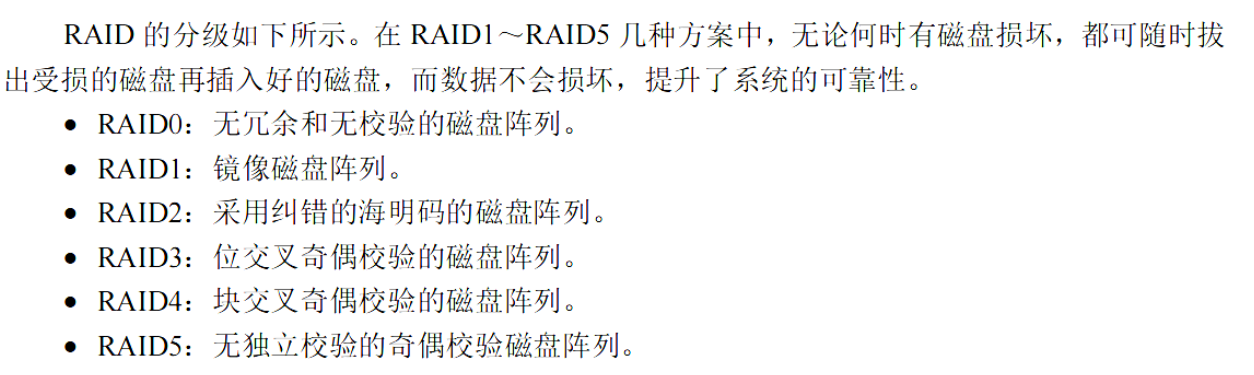 RAID 的分级如下所示。在 RAID1～RAID5 几种方案中，无论何时有磁盘损坏，都可随时拔
出受损的磁盘再插入好的磁盘，而数据不会损坏，提升了系统的可靠性。
● RAID0：无冗余和无校验的磁盘阵列。
● RAID1：镜像磁盘阵列。
● RAID2：采用纠错的海明码的磁盘阵列。
● RAID3：位交叉奇偶校验的磁盘阵列。
● RAID4：块交叉奇偶校验的磁盘阵列。
● RAID5：无独立校验的奇偶校验磁盘阵列。